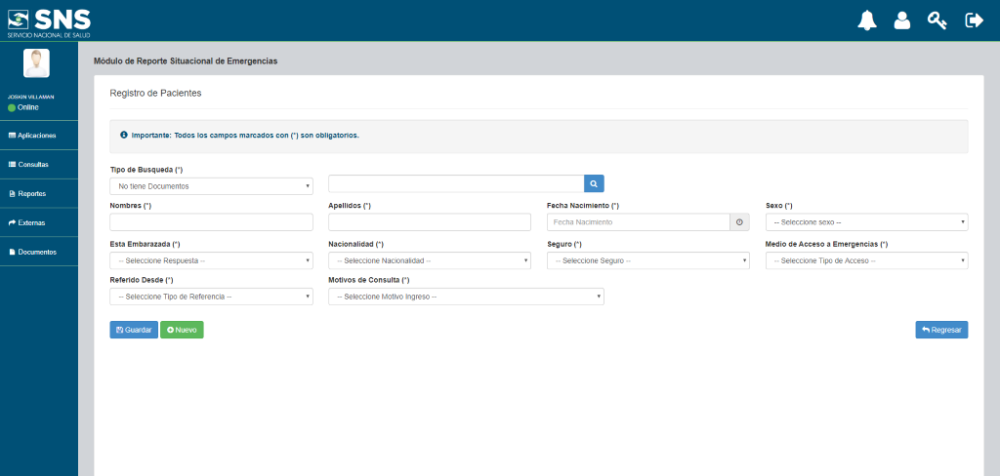 SNS
SERVICIO NACIONAL DE SALUD
JOSKIN VILLAMAN
Online
Aplicaciones
Consultas
Reportes
Externas
Documentos
Módulo de Reporte Situacional de Emergencias
Registro de Pacientes
Importante: Todos los campos marcados con (*) son obligatorios.
Tipo de Busqueda (*)
No tiene Documentos
Nombres (*) Apellidos (*) Fecha Nacimiento (*) Sexo (*)
Fecha Nacimiento -- Seleccione sexo --
Esta Embarazada (*) Nacionalidad (*) Seguro (*) Medio de Acceso a Emergencias (*)
-- Seleccione Respuesta -- -- Seleccione Nacionalidad -- -- Seleccione Seguro -- -- Seleccione Tipo de Acceso --
Referido Desde (*) Motivos de Consulta (*)
-- Seleccione Tipo de Referencia -- -- Seleccione Motivo Ingreso --
Guardar Nuevo Regresar